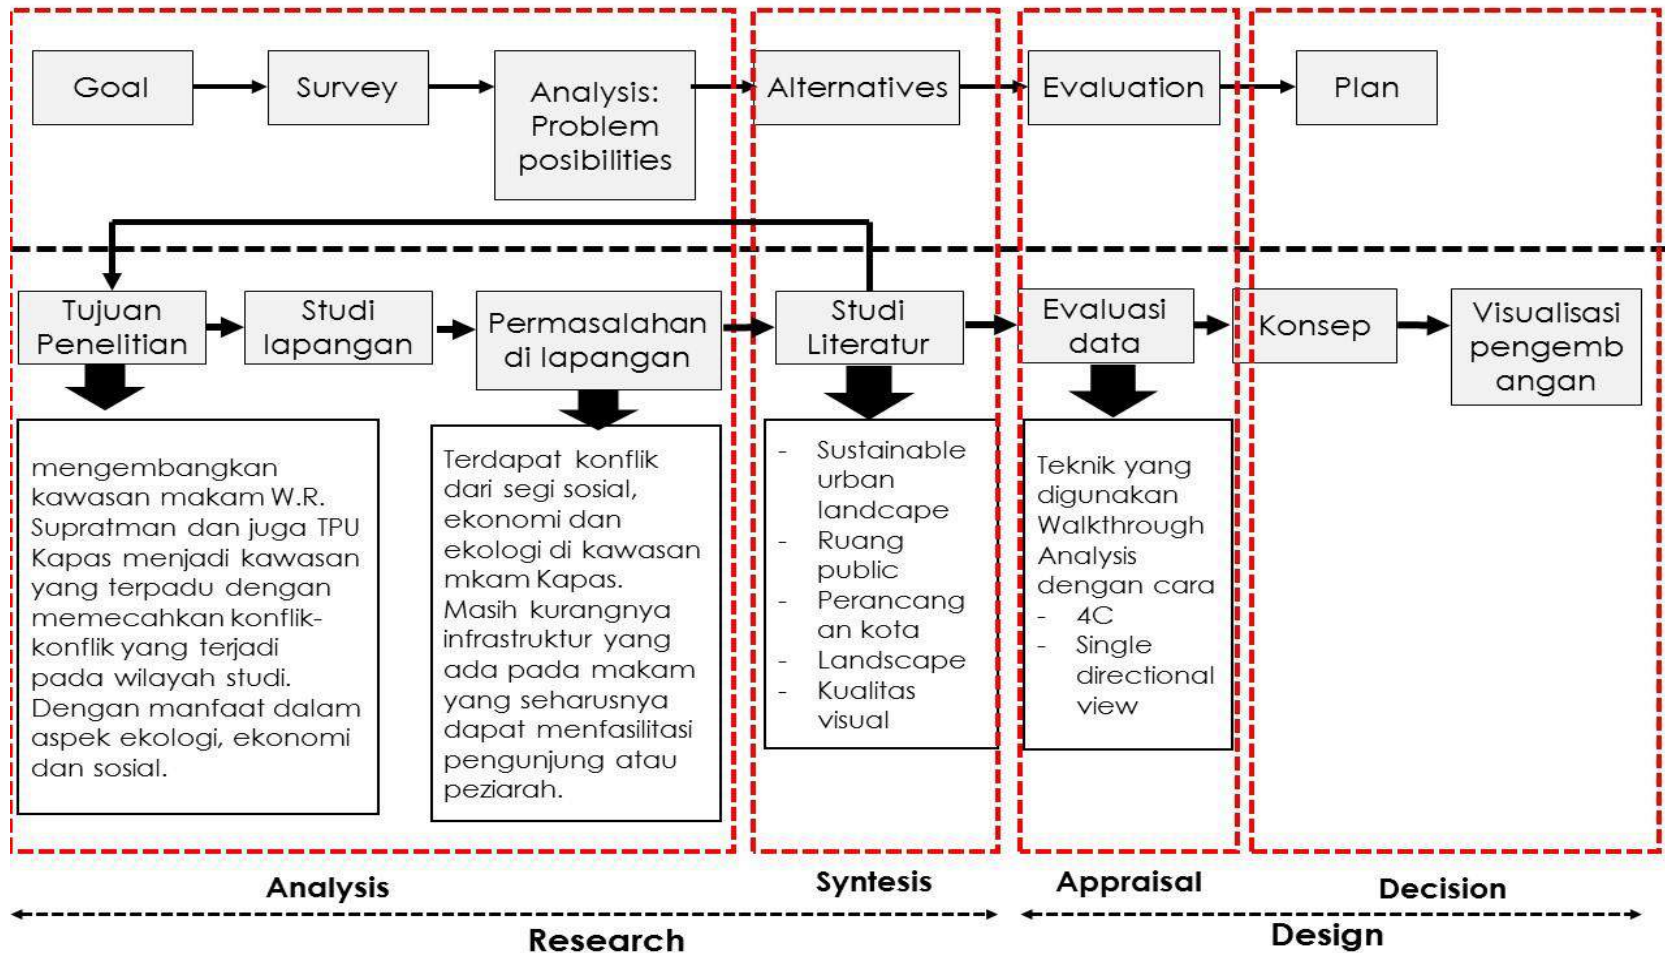 Goal
Survey
Analysis:
Problem
posibilities
Alternatives
Evaluation
Plan
Tujuan
Penelitian
Studi
lapangan
Permasalahan
di lapangan
Studi
Literatur
Evaluasi
data
Konsep
Visualisasi
pengemb
angan
mengembangkan
kawasan makam W.R.
Supratman dan juga TPU
Kapas menjadi kawasan
yang terpadu dengan
memecahkan konflik-
konflik yang terjadi
pada wilayah studi.
Dengan manfaat dalam
aspek ekologi, ekonomi
dan sosial.
Terdapat konflik
dari segi sosial,
ekonomi dan
ekologi di kawasan
mkam Kapas.
Masih kurangnya
infrastruktur yang
ada pada makam
yang seharusnya
dapat menfasilitasi
pengunjung atau
peziarah.
- Sustainable
urban
landcape
- Ruang
public
- Perancang
an kota
- Landscape
- Kualitas
visual
Teknik yang
digunakan
Walkthrough
Analysis
dengan cara
- 4C
- Single
directional
view
Analysis
Syntesis
Appraisal
Decision
Research
Design